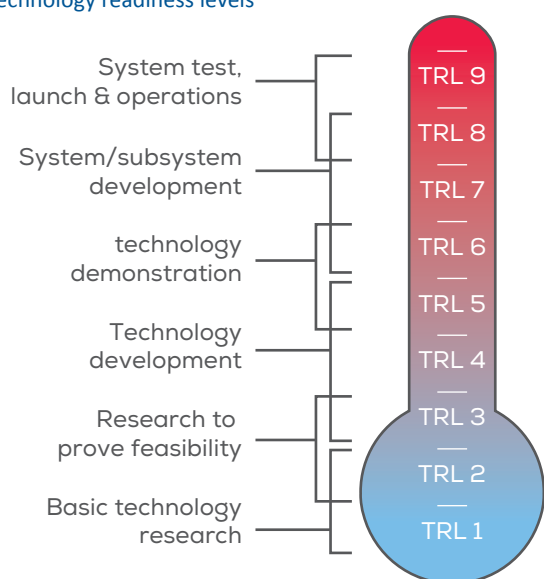 technology readiness levels
System test,
launch & operations
System/subsystem
development
technology
demonstration
Technology
development
Research to
prove feasibility
Basic technology
research
TRL 9
TRL 8
TRL 7
TRL 6
TRL 5
TRL 4
TRL 3
TRL 2
TRL 1